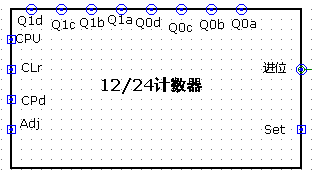 Q1d Q1c Q1b Q1a Q0d Q0c Q0b Q0a
CPU
CLr 进位
12/24计数器
CPd
Adj Set